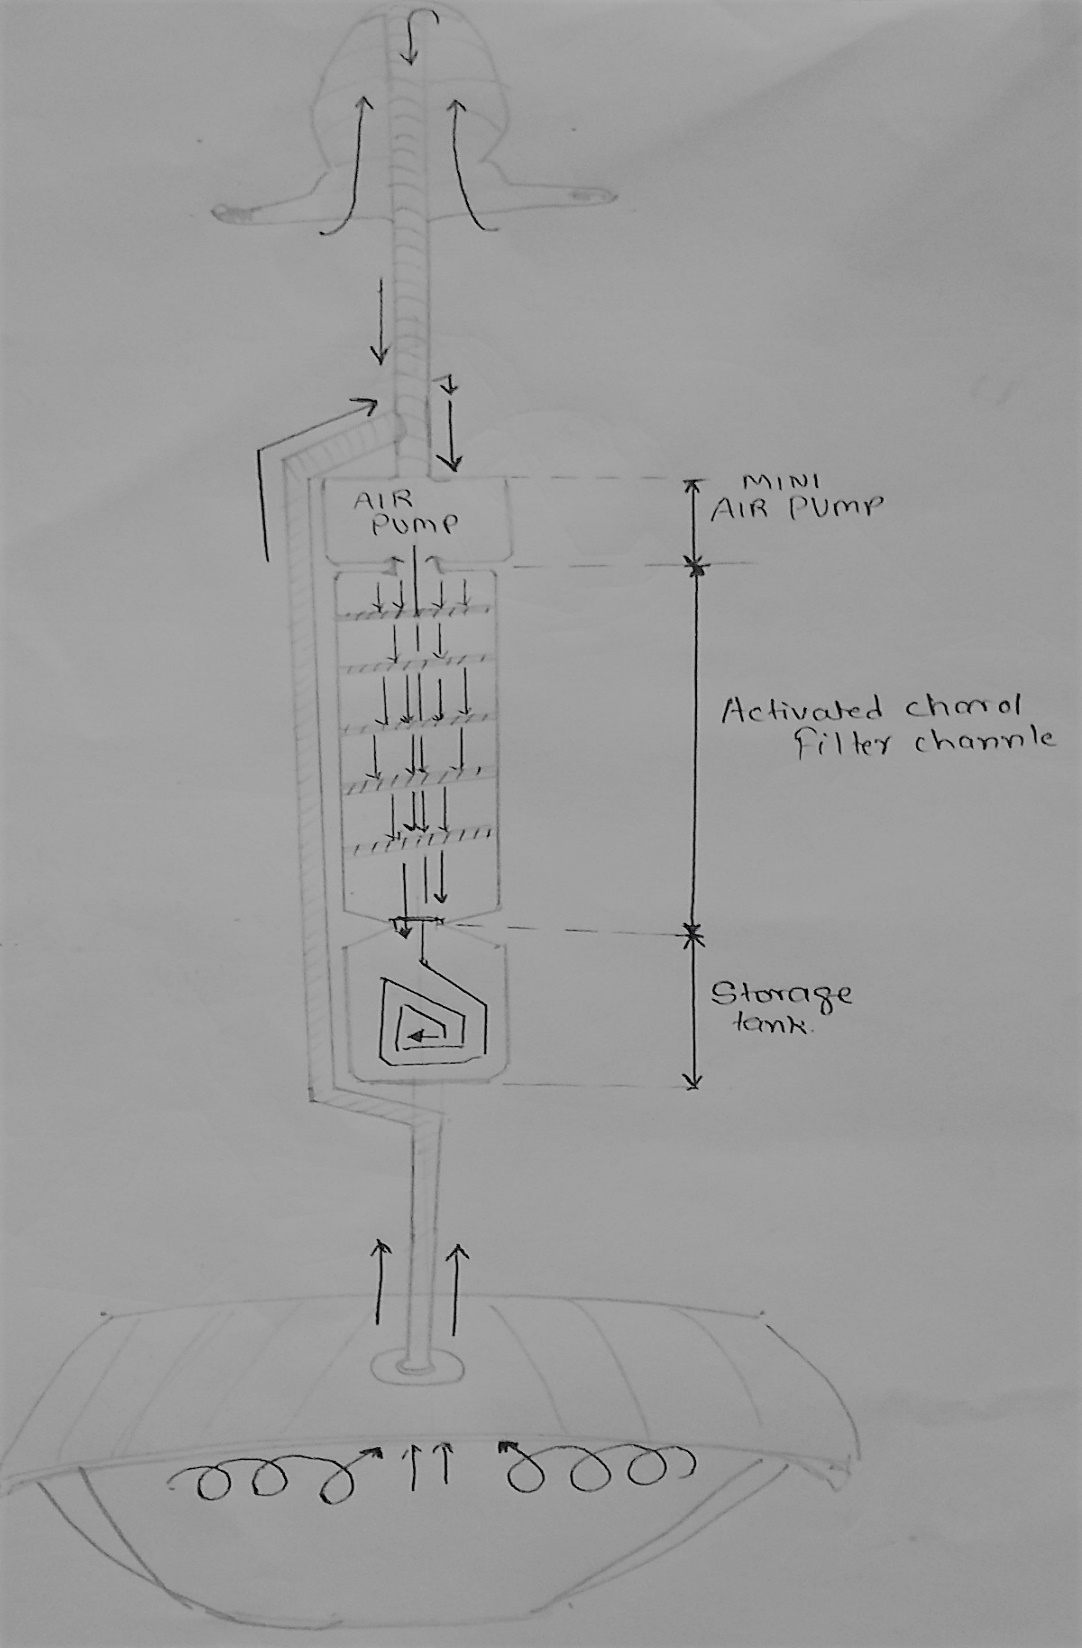 AIR
PUMP
MINI
AIR PUMP
Activated charol
filter channle
Storage
tank.